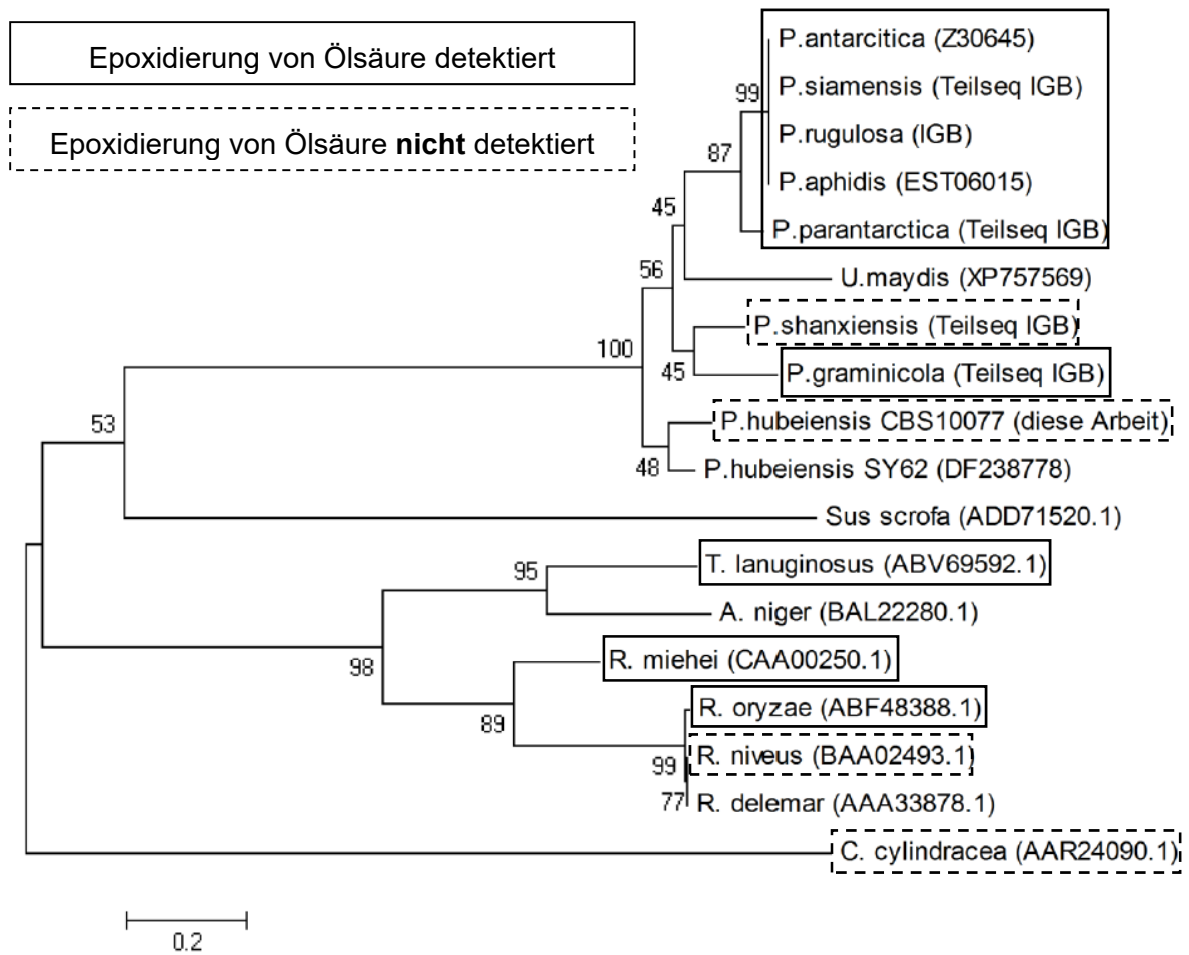 Epoxidierung von Ölsäure detektiert
Epoxidierung von Ölsäure nicht detektiert
P.antarcitica (Z30645)
P.siamensis (Teilseq IGB)
99
P.rugulosa (IGB)
87
P.aphidis (EST06015)
45
P.parantarctica (Teilseq IGB)
56
U.maydis (XP757569)
P.shanxiensis (Teilseq IGB)
100
45
P.graminicola (Teilseq IGB)
53
P.hubeiensis CBS10077 (diese Arbeit)
48
P.hubeiensis SY62 (DF238778)
Sus scrofa (ADD71520.1)
95
T. lanuginosus (ABV69592.1)
A. niger (BAL22280.1)
98
R. miehei (CAA00250.1)
89
R. oryzae (ABF48388.1)
99
R. niveus (BAA02493.1)
77
R. delemar (AAA33878.1)
C. cylindracea (AAR24090.1)
0.2